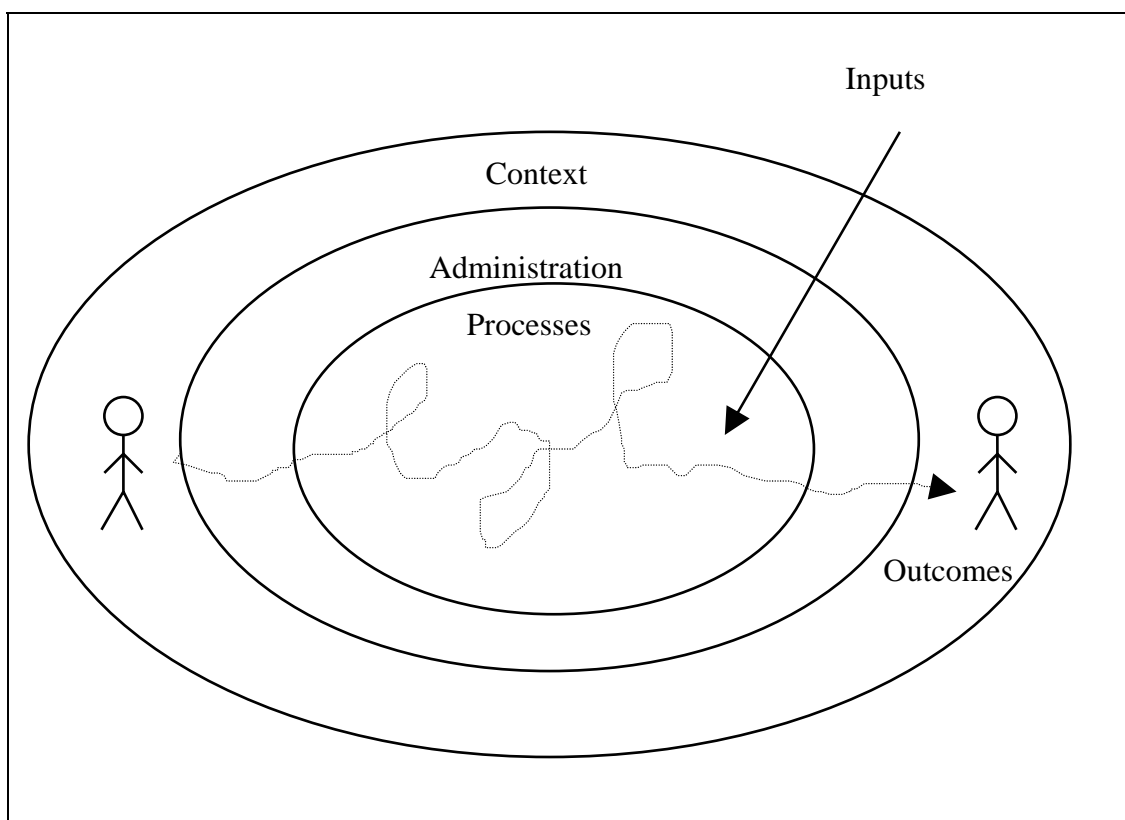 Inputs
Context
Administration
Processes
Outcomes